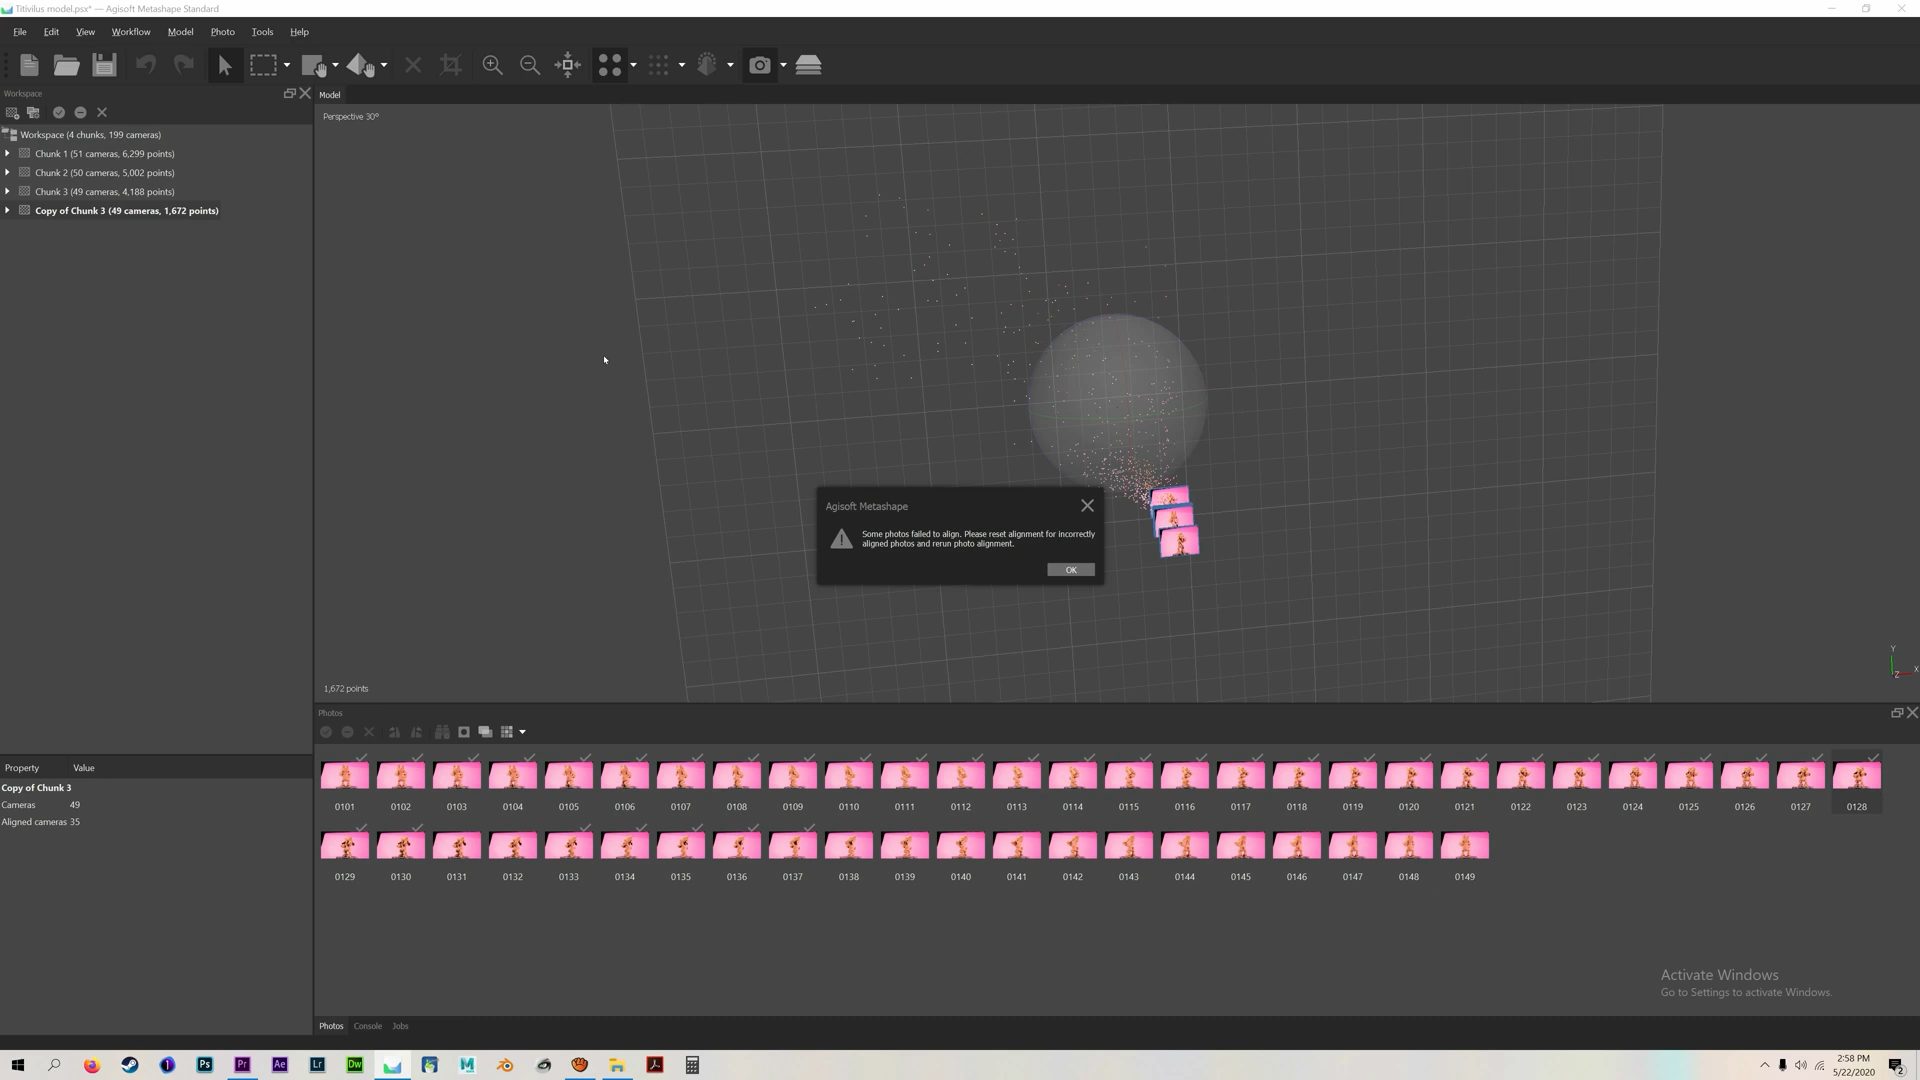 Titivilus model.psx* — Agisoft Metashape Standard
File Edit View Workflow Model Photo Tools Help
Workspace
Model
Perspective 30°
Workspace (4 chunks, 199 cameras)
Chunk 1 (51 cameras, 6,299 points)
Chunk 2 (50 cameras, 5,002 points)
Chunk 3 (49 cameras, 4,188 points)
Copy of Chunk 3 (49 cameras, 1,672 points)
Agisoft Metashape
Some photos failed to align. Please reset alignment for incorrectly
aligned photos and rerun photo alignment.
OK
Y
X
Z
1,672 points
Photos
Property Value
Copy of Chunk 3
Cameras 49
Aligned cameras 35
0101 0102 0103 0104 0105 0106 0107 0108 0109 0110 0111 0112 0113 0114 0115 0116 0117 0118 0119 0120 0121 0122 0123 0124 0125 0126 0127 0128
0129 0130 0131 0132 0133 0134 0135 0136 0137 0138 0139 0140 0141 0142 0143 0144 0145 0146 0147 0148 0149
Activate Windows
Go to Settings to activate Windows.
Photos Console Jobs
Ps Pr Ae Lr Dw M
2:58 PM
5/22/2020
2